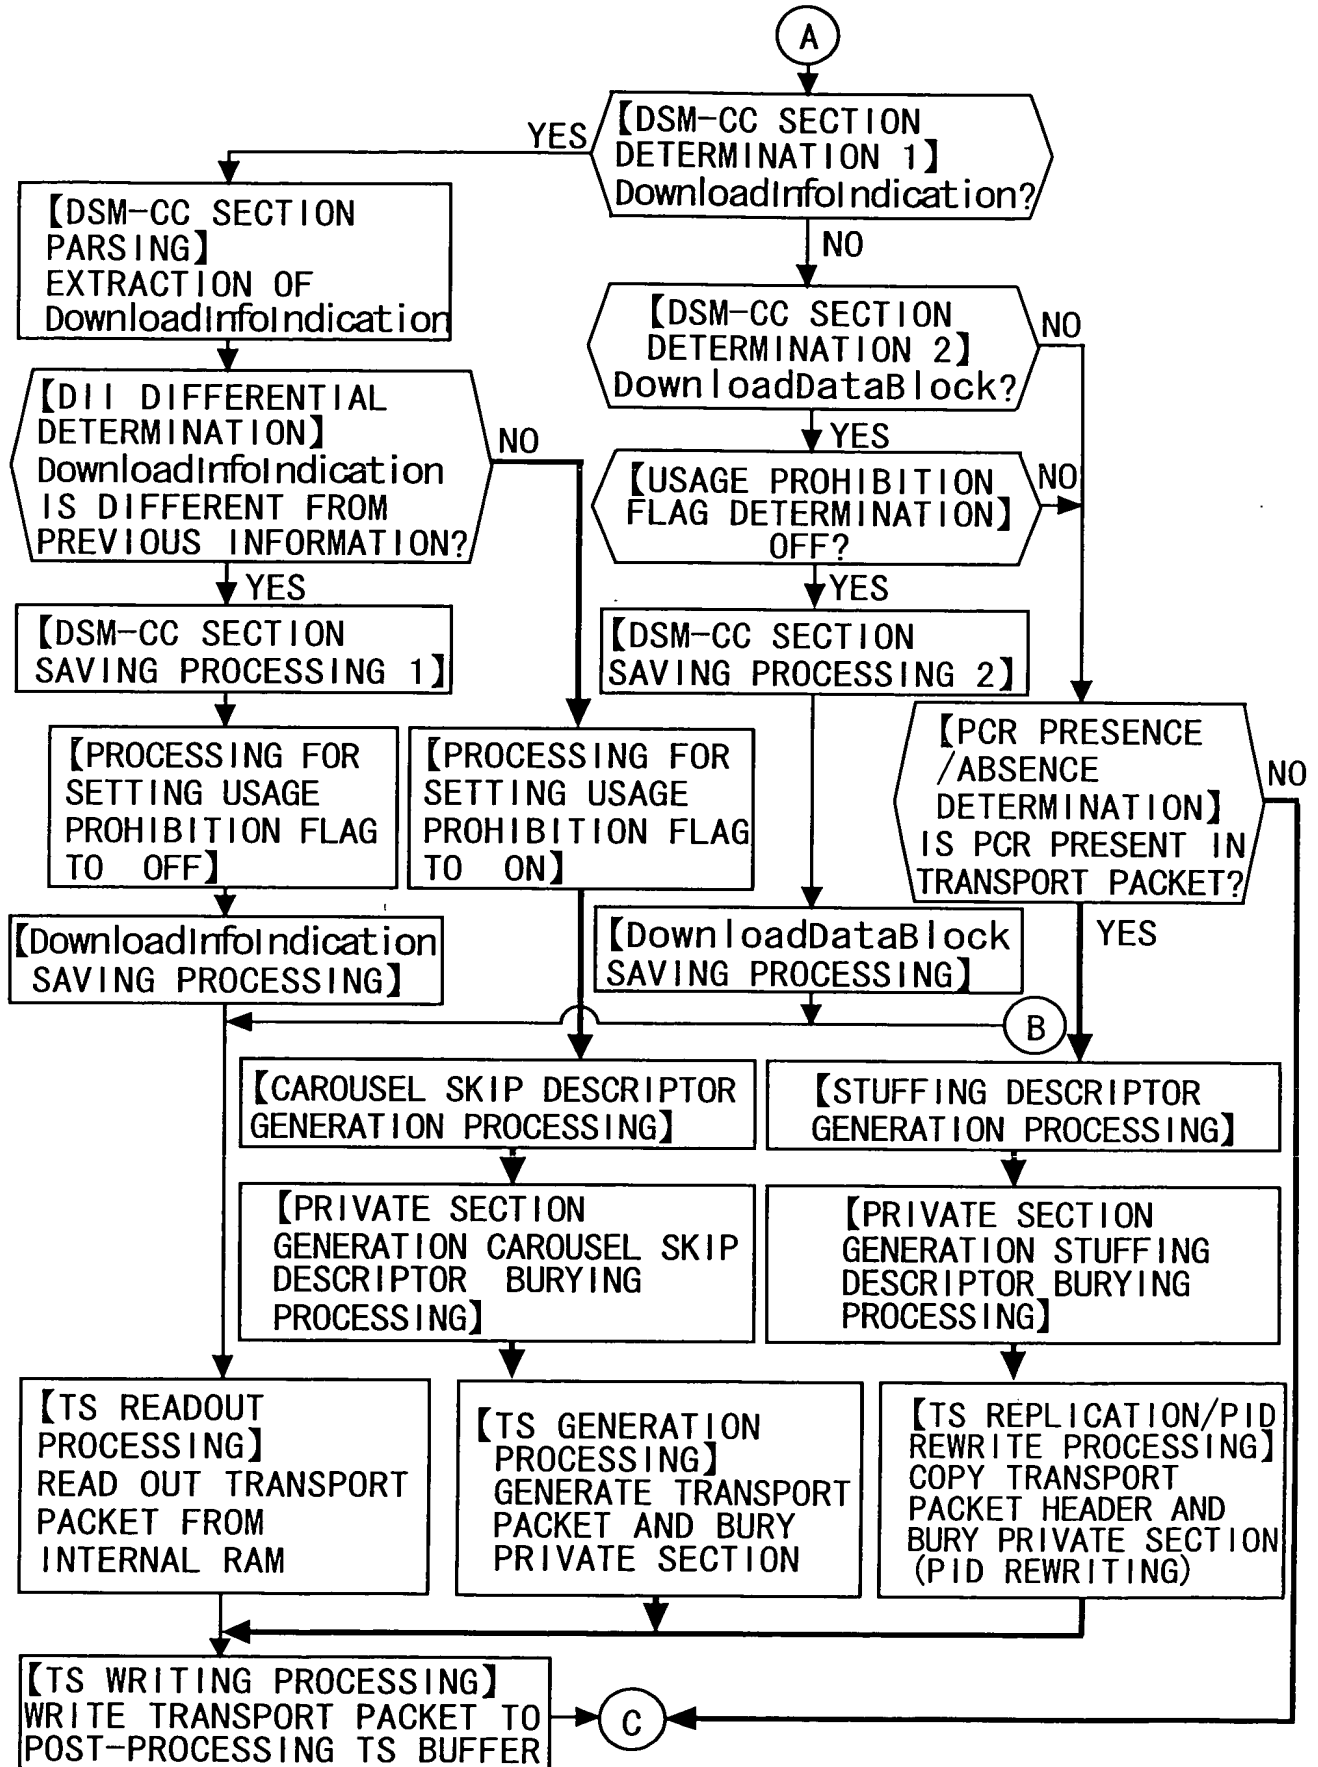 A
【DSM-CC SECTION
DETERMINATION 1】
DownloadInfoIndication?
YES
NO
【DSM-CC SECTION
PARSING】
EXTRACTION OF
DownloadInfoIndication
【DSM-CC SECTION
DETERMINATION 2】
DownloadDataBlock?
NO
YES
【DII DIFFERENTIAL
DETERMINATION】
DownloadInfoIndication
IS DIFFERENT FROM
PREVIOUS INFORMATION?
NO
YES
【USAGE PROHIBITION
FLAG DETERMINATION】
OFF?
NO
YES
【DSM-CC SECTION
SAVING PROCESSING 1】
【DSM-CC SECTION
SAVING PROCESSING 2】
【PROCESSING FOR
SETTING USAGE
PROHIBITION FLAG
TO OFF】
【PROCESSING FOR
SETTING USAGE
PROHIBITION FLAG
TO ON】
【PCR PRESENCE
/ABSENCE
DETERMINATION】
IS PCR PRESENT IN
TRANSPORT PACKET?
NO
YES
【DownloadInfoIndication
SAVING PROCESSING】
【DownloadDataBlock
SAVING PROCESSING】
B
【CAROUSEL SKIP DESCRIPTOR
GENERATION PROCESSING】
【STUFFING DESCRIPTOR
GENERATION PROCESSING】
【PRIVATE SECTION
GENERATION CAROUSEL SKIP
DESCRIPTOR BURYING
PROCESSING】
【PRIVATE SECTION
GENERATION STUFFING
DESCRIPTOR BURYING
PROCESSING】
【TS READOUT
PROCESSING】
READ OUT TRANSPORT
PACKET FROM
INTERNAL RAM
【TS GENERATION
PROCESSING】
GENERATE TRANSPORT
PACKET AND BURY
PRIVATE SECTION
【TS REPLICATION/PID
REWRITE PROCESSING】
COPY TRANSPORT
PACKET HEADER AND
BURY PRIVATE SECTION
(PID REWRITING)
【TS WRITING PROCESSING】
WRITE TRANSPORT PACKET TO
POST-PROCESSING TS BUFFER
C